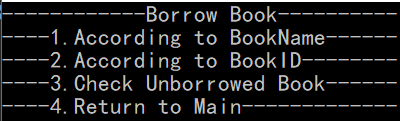 ------------Borrow Book----------
----1.According to BookName------
----2.According to BookID--------
----3.Check Unborrowed Book------
----4.Return to Main-------------